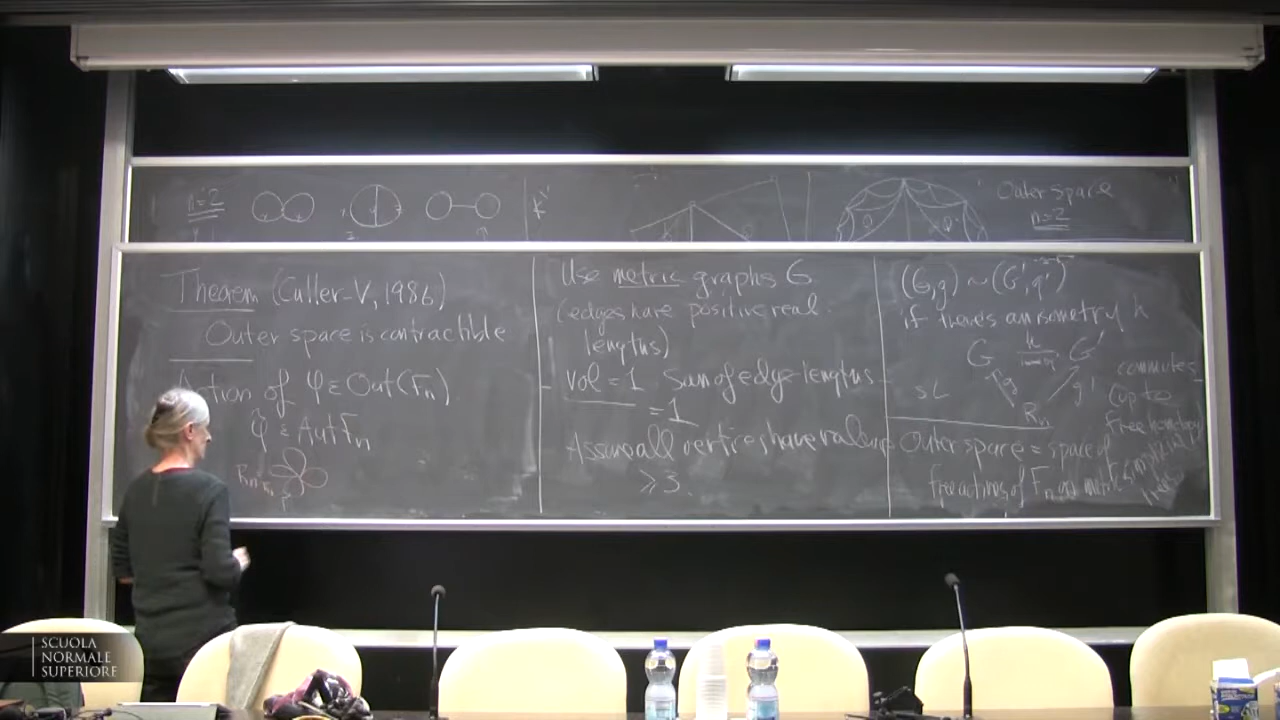 n=2
Outer space
n=2
Theorem (Culler-V, 1986)
Outer space is contractible
Action of φ ∈ Out(Fn)
φ̃ ∈ Aut Fn
Rn
Use metric graphs G
(edges have positive real
lengths)
vol = 1 Sum of edge-lengths
= 1
Assume all vertices have valence
≥ 3.
(G,g) ~ (G',g')
if there's an isometry h
G h G'
g g'
Rn
commutes
up to
free homotopy
Outer space = space of
free actions of Fn on metric simplicial
trees
SCUOLA
NORMALE
SUPERIORE